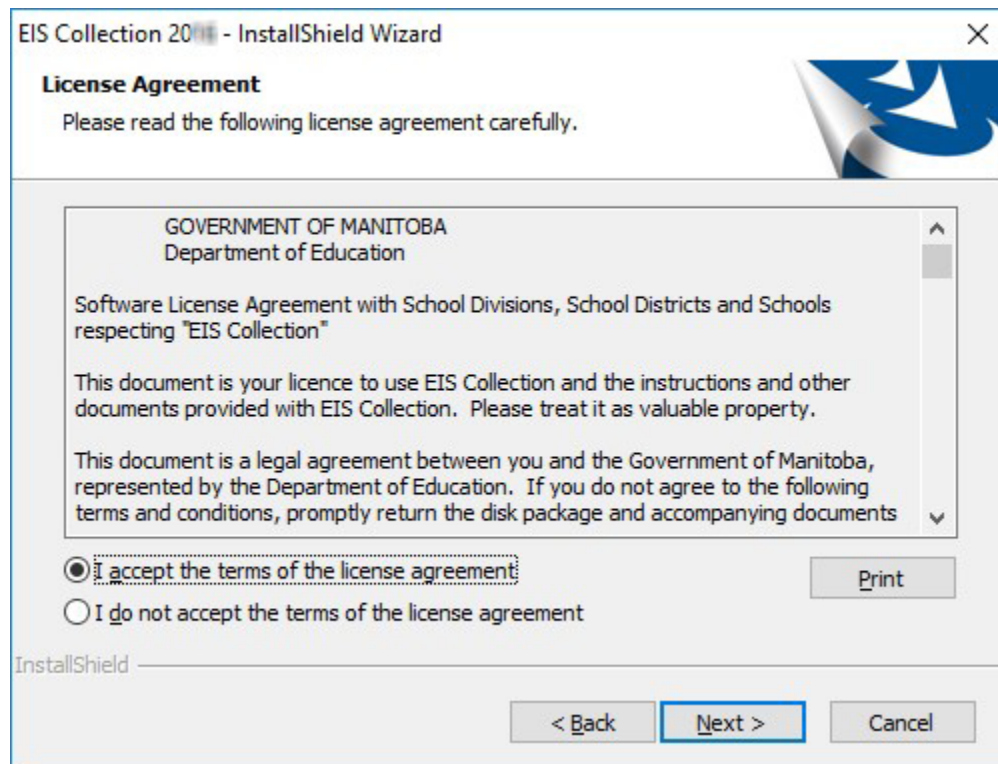 EIS Collection - InstallShield Wizard
License Agreement
Please read the following license agreement carefully.
GOVERNMENT OF MANITOBA
Department of Education
Software License Agreement with School Divisions, School Districts and Schools
respecting "EIS Collection"
This document is your licence to use EIS Collection and the instructions and other
documents provided with EIS Collection.  Please treat it as valuable property.
This document is a legal agreement between you and the Government of Manitoba,
represented by the Department of Education.  If you do not agree to the following
terms and conditions, promptly return the disk package and accompanying documents
I accept the terms of the license agreement
Print
I do not accept the terms of the license agreement
InstallShield
< Back
Next >
Cancel